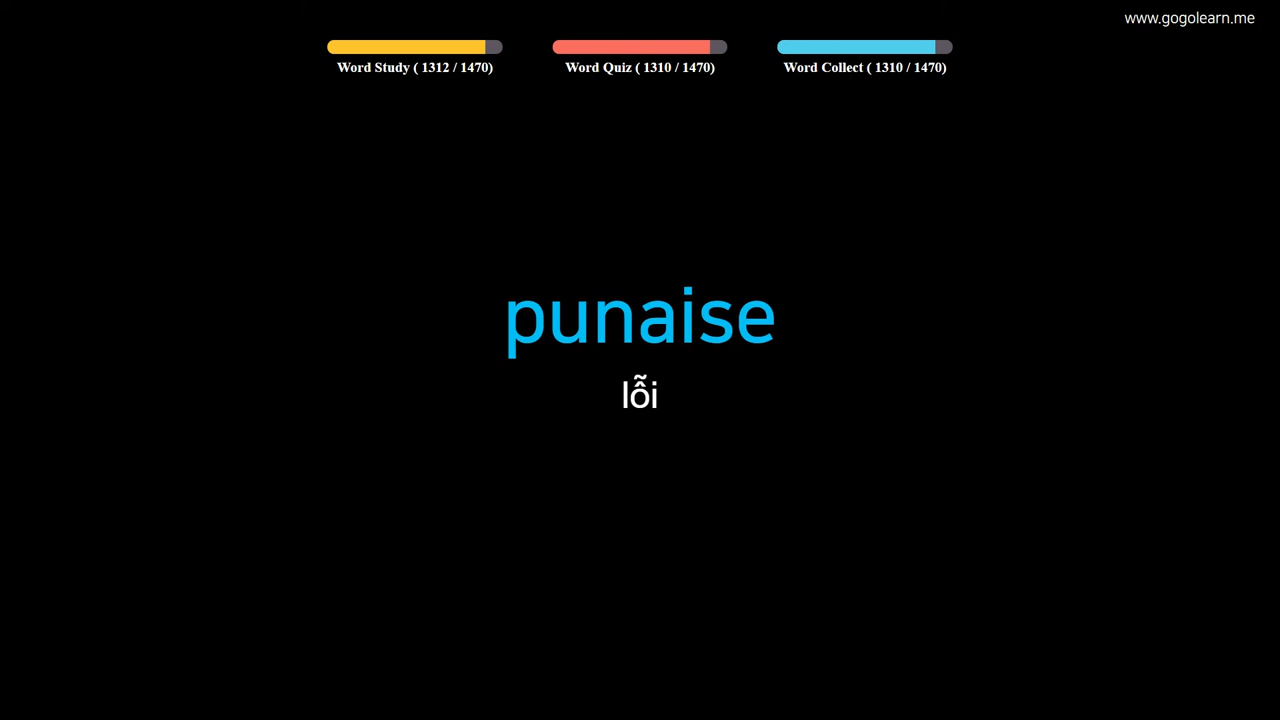 www.gogolearn.me
Word Study ( 1312 / 1470)
Word Quiz ( 1310 / 1470)
Word Collect ( 1310 / 1470)
punaise
lỗi